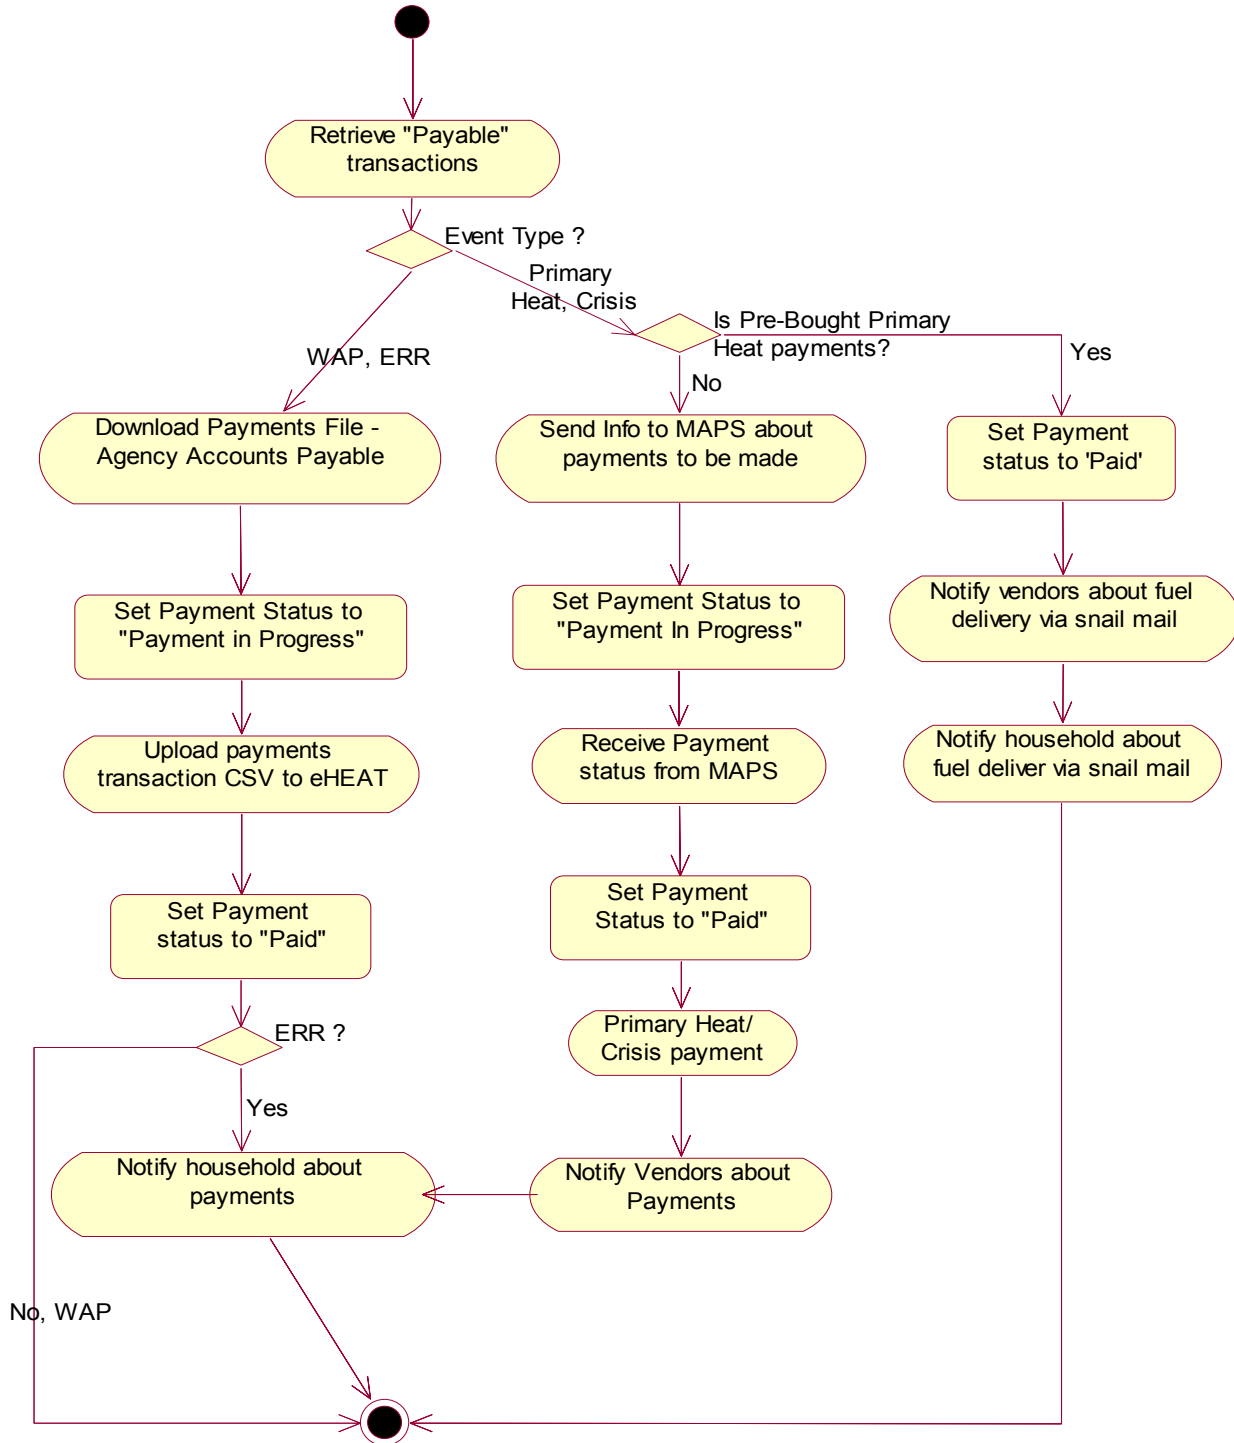 Retrieve "Payable"
transactions
Event Type ?
Primary
Heat, Crisis
WAP, ERR
Is Pre-Bought Primary
Heat payments?
Yes
No
Download Payments File -
Agency Accounts Payable
Send Info to MAPS about
payments to be made
Set Payment
status to 'Paid'
Set Payment Status to
"Payment in Progress"
Set Payment Status to
"Payment In Progress"
Notify vendors about fuel
delivery via snail mail
Upload payments
transaction CSV to eHEAT
Receive Payment
status from MAPS
Notify household about
fuel deliver via snail mail
Set Payment
status to "Paid"
Set Payment
Status to "Paid"
ERR ?
Primary Heat/
Crisis payment
Yes
Notify household about
payments
Notify Vendors about
Payments
No, WAP